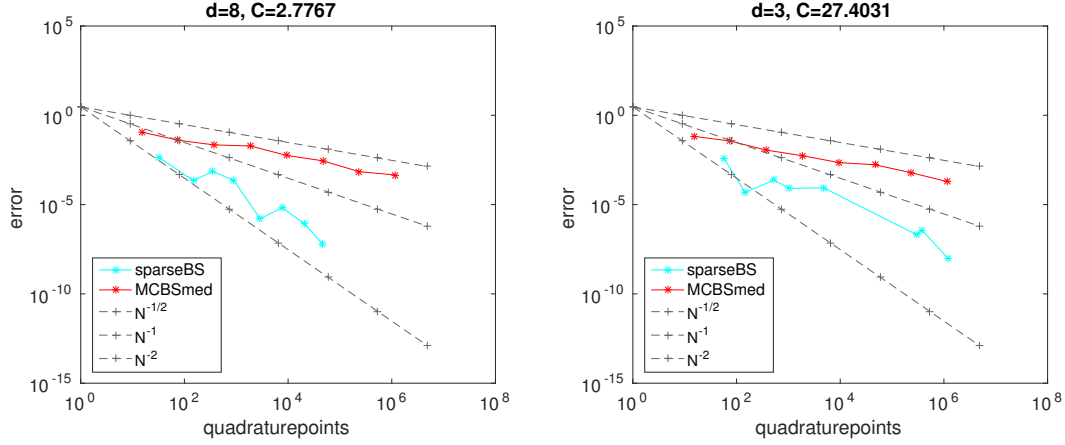 d=8, C=2.7767
10^5
10^0
10^-5
10^-10
10^-15
error
sparseBS
MCBSmed
N^-1/2
N^-1
N^-2
10^0
10^2
10^4
10^6
10^8
quadraturepoints
d=3, C=27.4031
10^5
10^0
10^-5
10^-10
10^-15
error
sparseBS
MCBSmed
N^-1/2
N^-1
N^-2
10^0
10^2
10^4
10^6
10^8
quadraturepoints